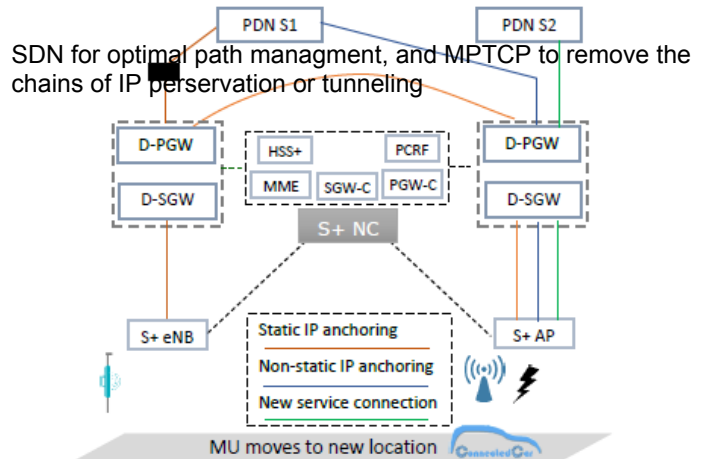 PDN S1
PDN S2
SDN for optimal path managment, and MPTCP to remove the
chains of IP perservation or tunneling
D-PGW
HSS+
PCRF
D-PGW
MME
SGW-C
PGW-C
D-SGW
D-SGW
S+ NC
S+ eNB
Static IP anchoring
S+ AP
Non-static IP anchoring
New service connection
MU moves to new location
ConnectedCar